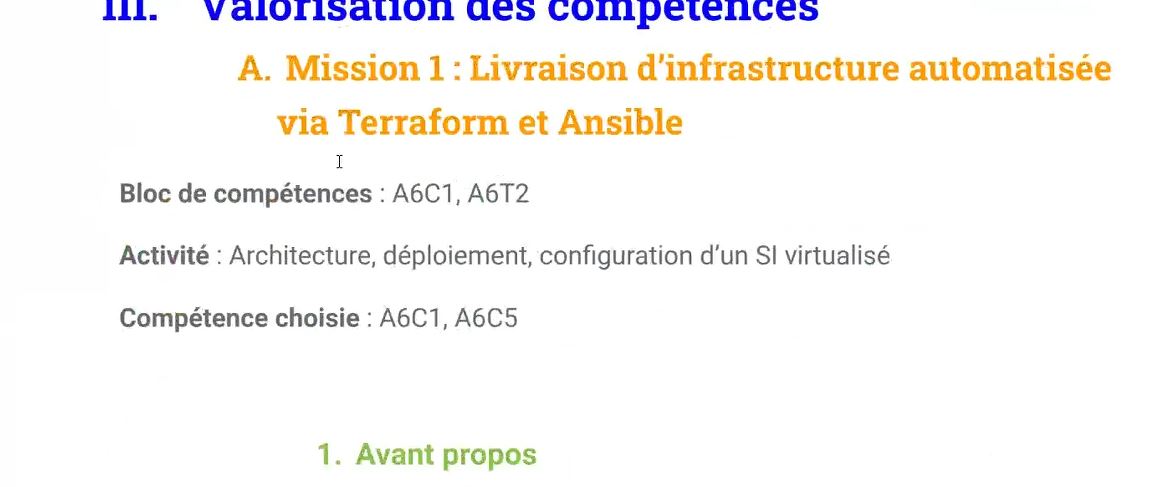 III. Valorisation des compétences
A. Mission 1 : Livraison d'infrastructure automatisée
via Terraform et Ansible
Bloc de compétences : A6C1, A6T2
Activité : Architecture, déploiement, configuration d'un SI virtualisé
Compétence choisie : A6C1, A6C5
1. Avant propos